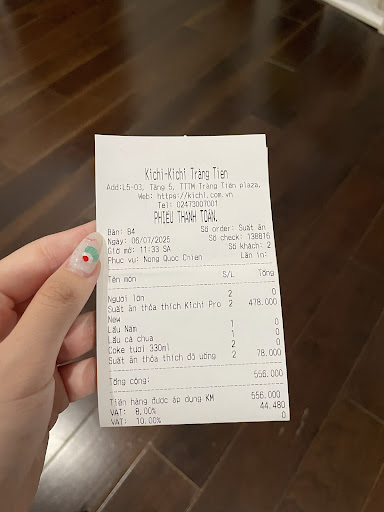 Kichi-Kichi Tràng Tiền
Add:L5-03, Tầng 5, TTTM Tràng Tiền plaza,
Web: https://kichi.com.vn
Tel: 02473007001
PHIẾU THANH TOÁN.
Bàn: B4 Số order: Suất ăn
Ngày: 06/07/2025 Số check: 138816
Giờ mở: 11:33 SA Số khách: 2
Phục vụ: Nong Quoc Chien Lần in:
Tên món S/L Tổng
Người lớn 2 0
Suất ăn thỏa thích Kichi Pro 2 478.000
New
Lẩu Nấm 1 0
Lẩu cà chua 1 0
Coke tươi 330ml 2 0
Suất ăn thỏa thích đồ uống 2 78.000
Tổng cộng: 556.000
Tiền hàng được áp dụng KM 556.000
VAT: 8.00% 44.480
VAT: 10.00% 0